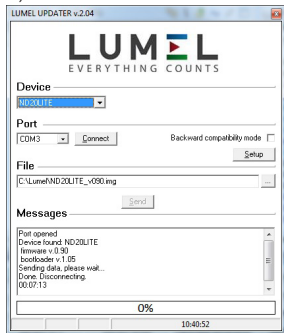 LUMEL UPDATER v.2.04
LUMEL
EVERYTHING COUNTS
Device
ND20LITE
Port
COM3
Connect
Backward compatibility mode
Setup
File
C:\Lumel\ND20LITE_v090.img
...
Send
Messages
Port opened
Device found: ND20LITE
firmware v.0.90
bootloader v.1.05
Sending data, please wait...
Done. Disconnecting.
00:07:13
0%
10:40:52